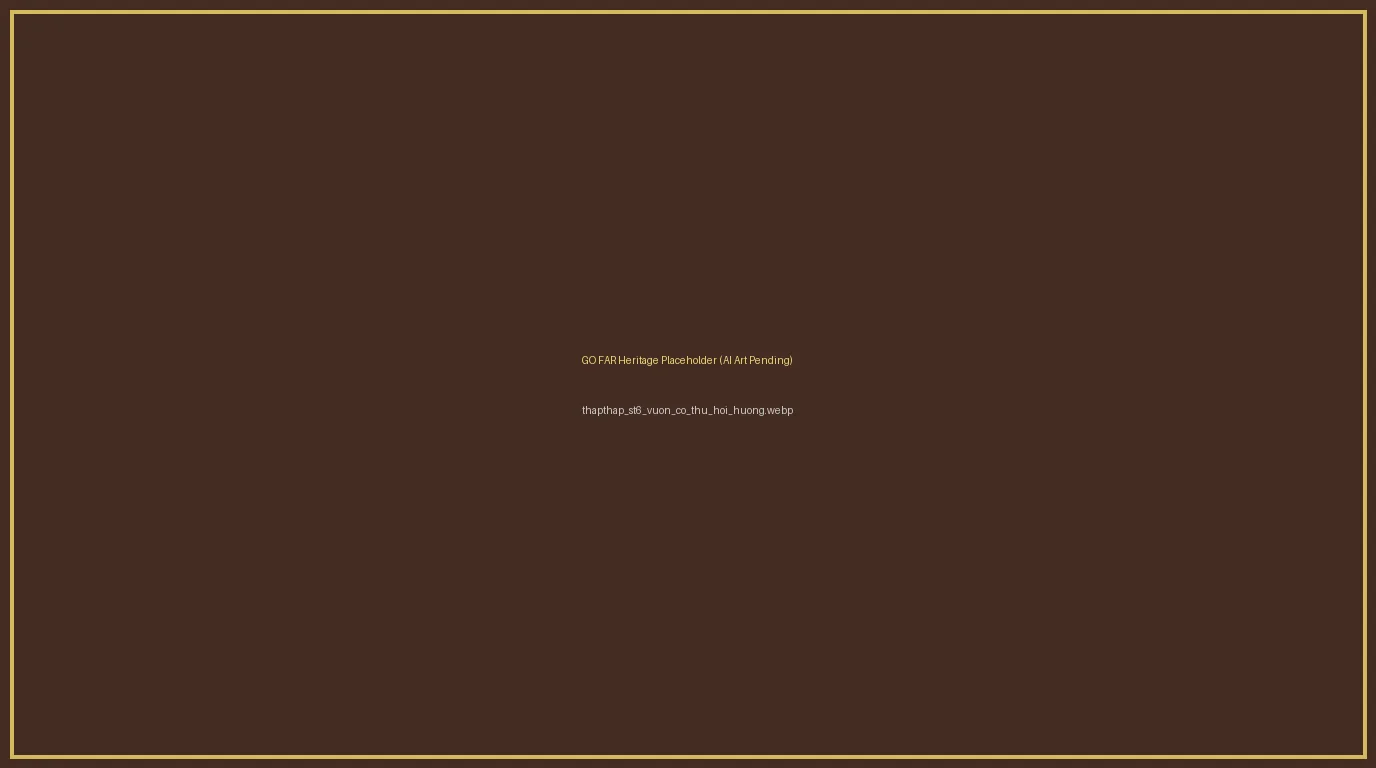 GO FAR Heritage Placeholder (AI Art Pending)
thapthap_st6_vuon_co_thu_hoi_huong.webp